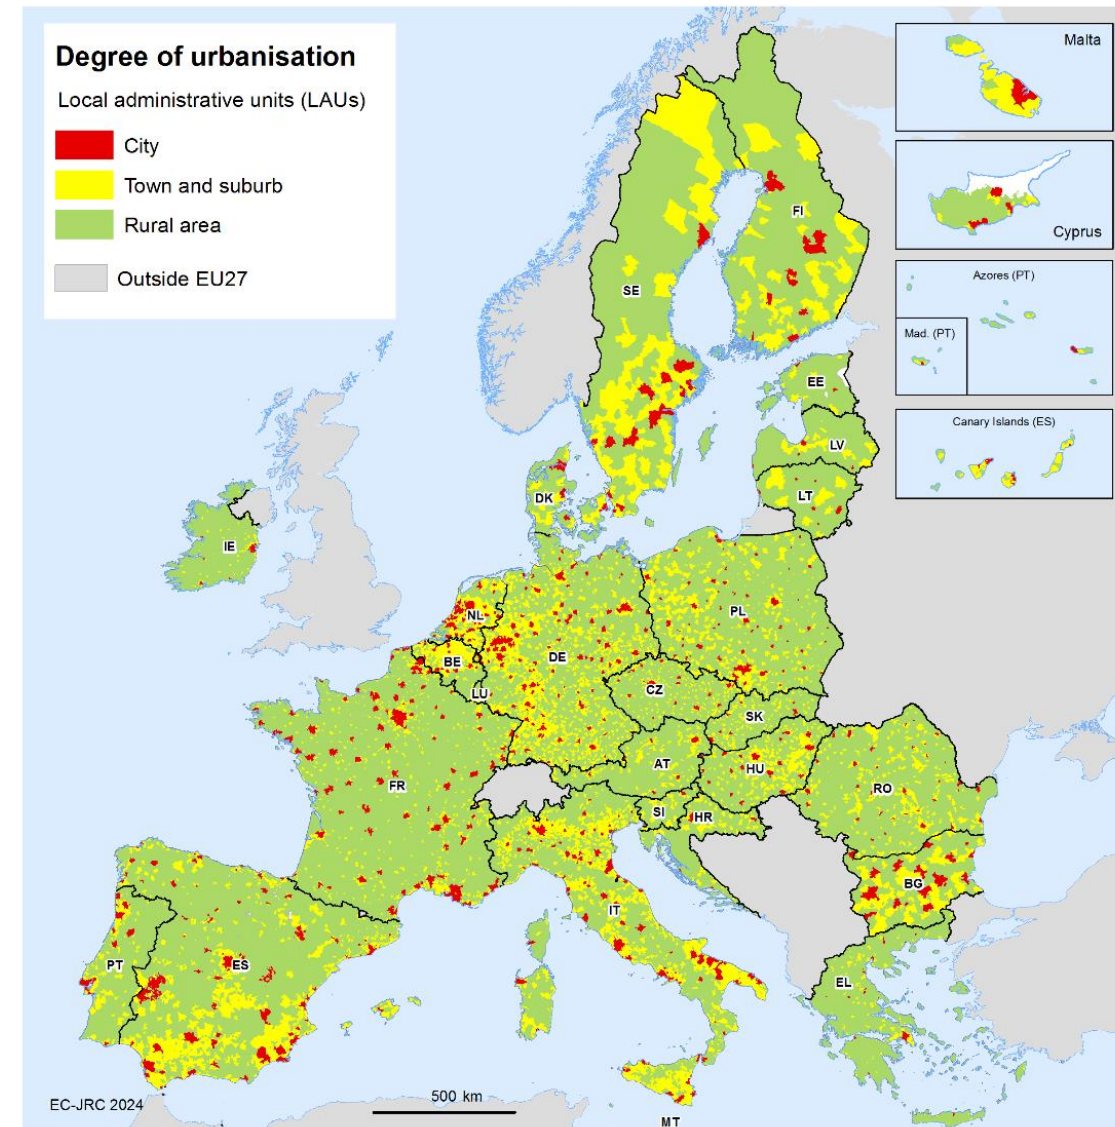 Degree of urbanisation
Local administrative units (LAUs)
City
Town and suburb
Rural area
Outside EU27
Malta
Cyprus
Azores (PT)
Mad. (PT)
Canary Islands (ES)
FI
SE
EE
LV
LT
DK
IE
NL
PL
BE
DE
LU
CZ
SK
AT
HU
FR
RO
SI
HR
BG
IT
PT
ES
EL
EC-JRC 2024
500 km
MT